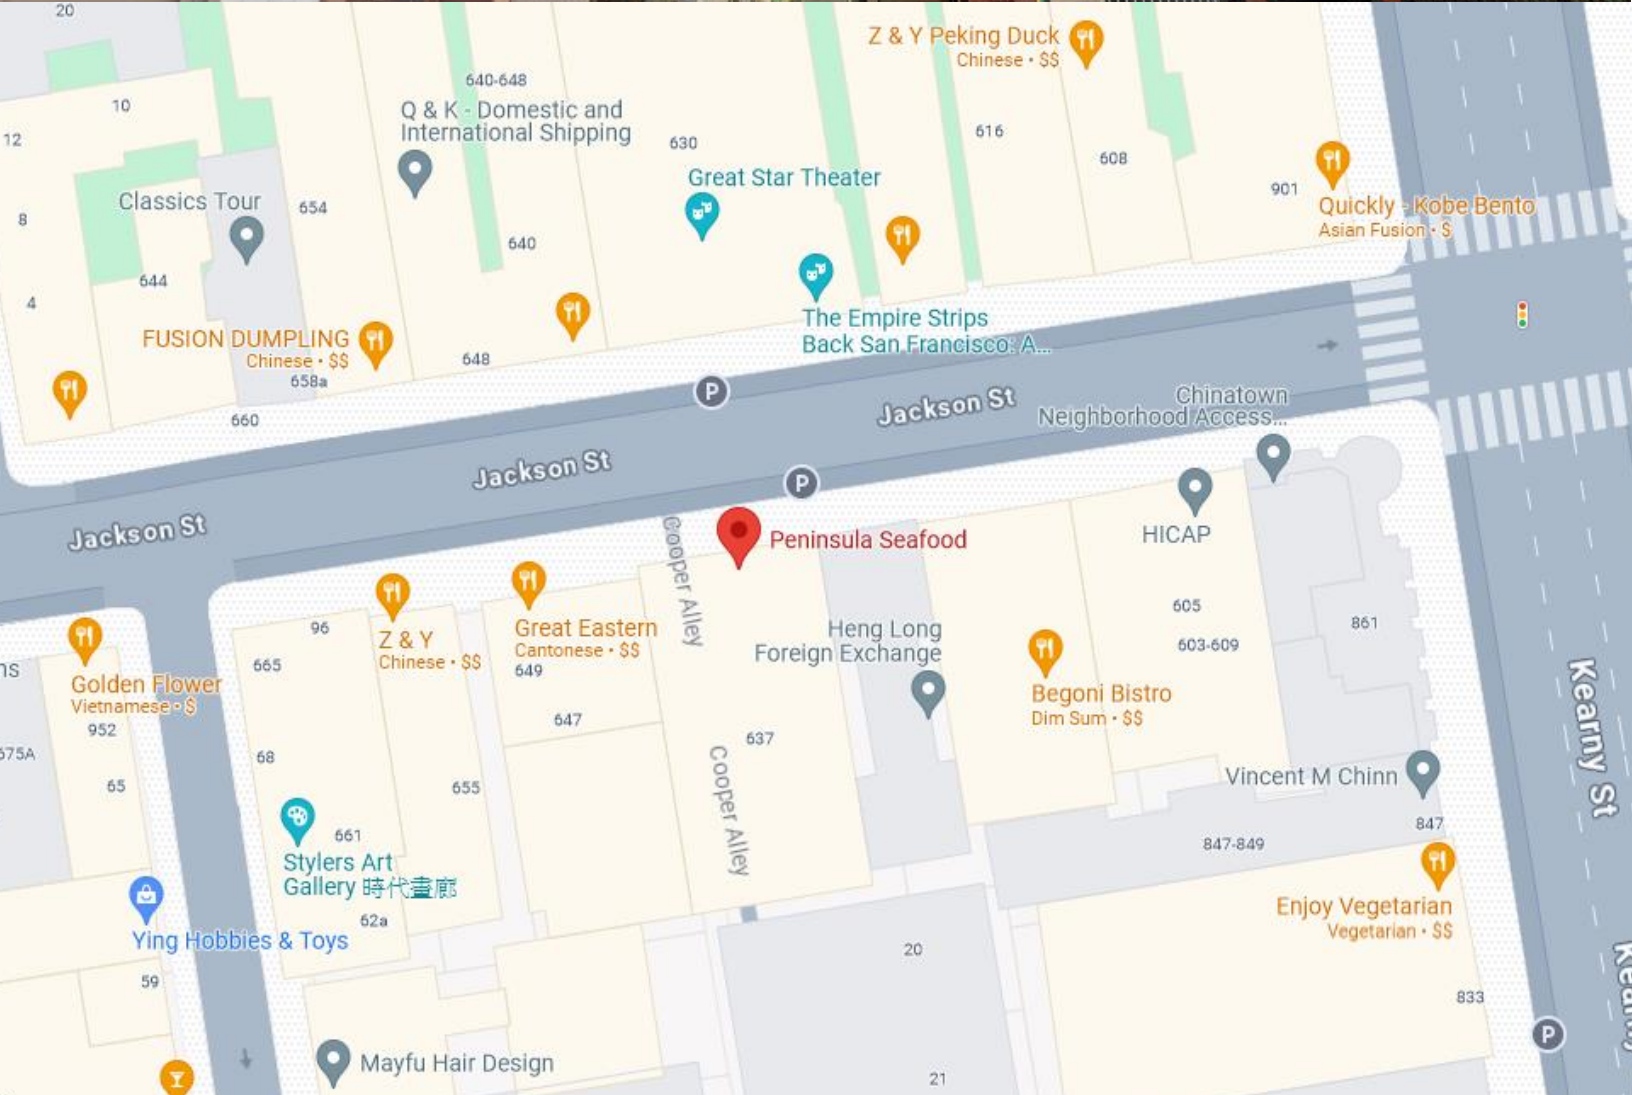 20
Z & Y Peking Duck
Chinese • $$
640-648
10
Q & K - Domestic and
International Shipping
12
630
616
608
Great Star Theater
901
Classics Tour
654
Quickly - Kobe Bento
Asian Fusion • $
8
640
644
4
The Empire Strips
Back San Francisco: A...
FUSION DUMPLING
Chinese • $$
648
658a
P
660
Jackson St
Chinatown
Neighborhood Access...
Jackson St
P
Jackson St
Cooper Alley
Peninsula Seafood
HICAP
605
96
Z & Y
Chinese • $$
Great Eastern
Cantonese • $$
Heng Long
Foreign Exchange
861
603-609
665
649
ns
Golden Flower
Vietnamese • $
Begoni Bistro
Dim Sum • $$
Kearny St
952
647
637
675A
68
Cooper Alley
65
655
Vincent M Chinn
661
847
847-849
Stylers Art
Gallery 時代畫廊
Enjoy Vegetarian
Vegetarian • $$
62a
Ying Hobbies & Toys
20
59
833
P
Mayfu Hair Design
21